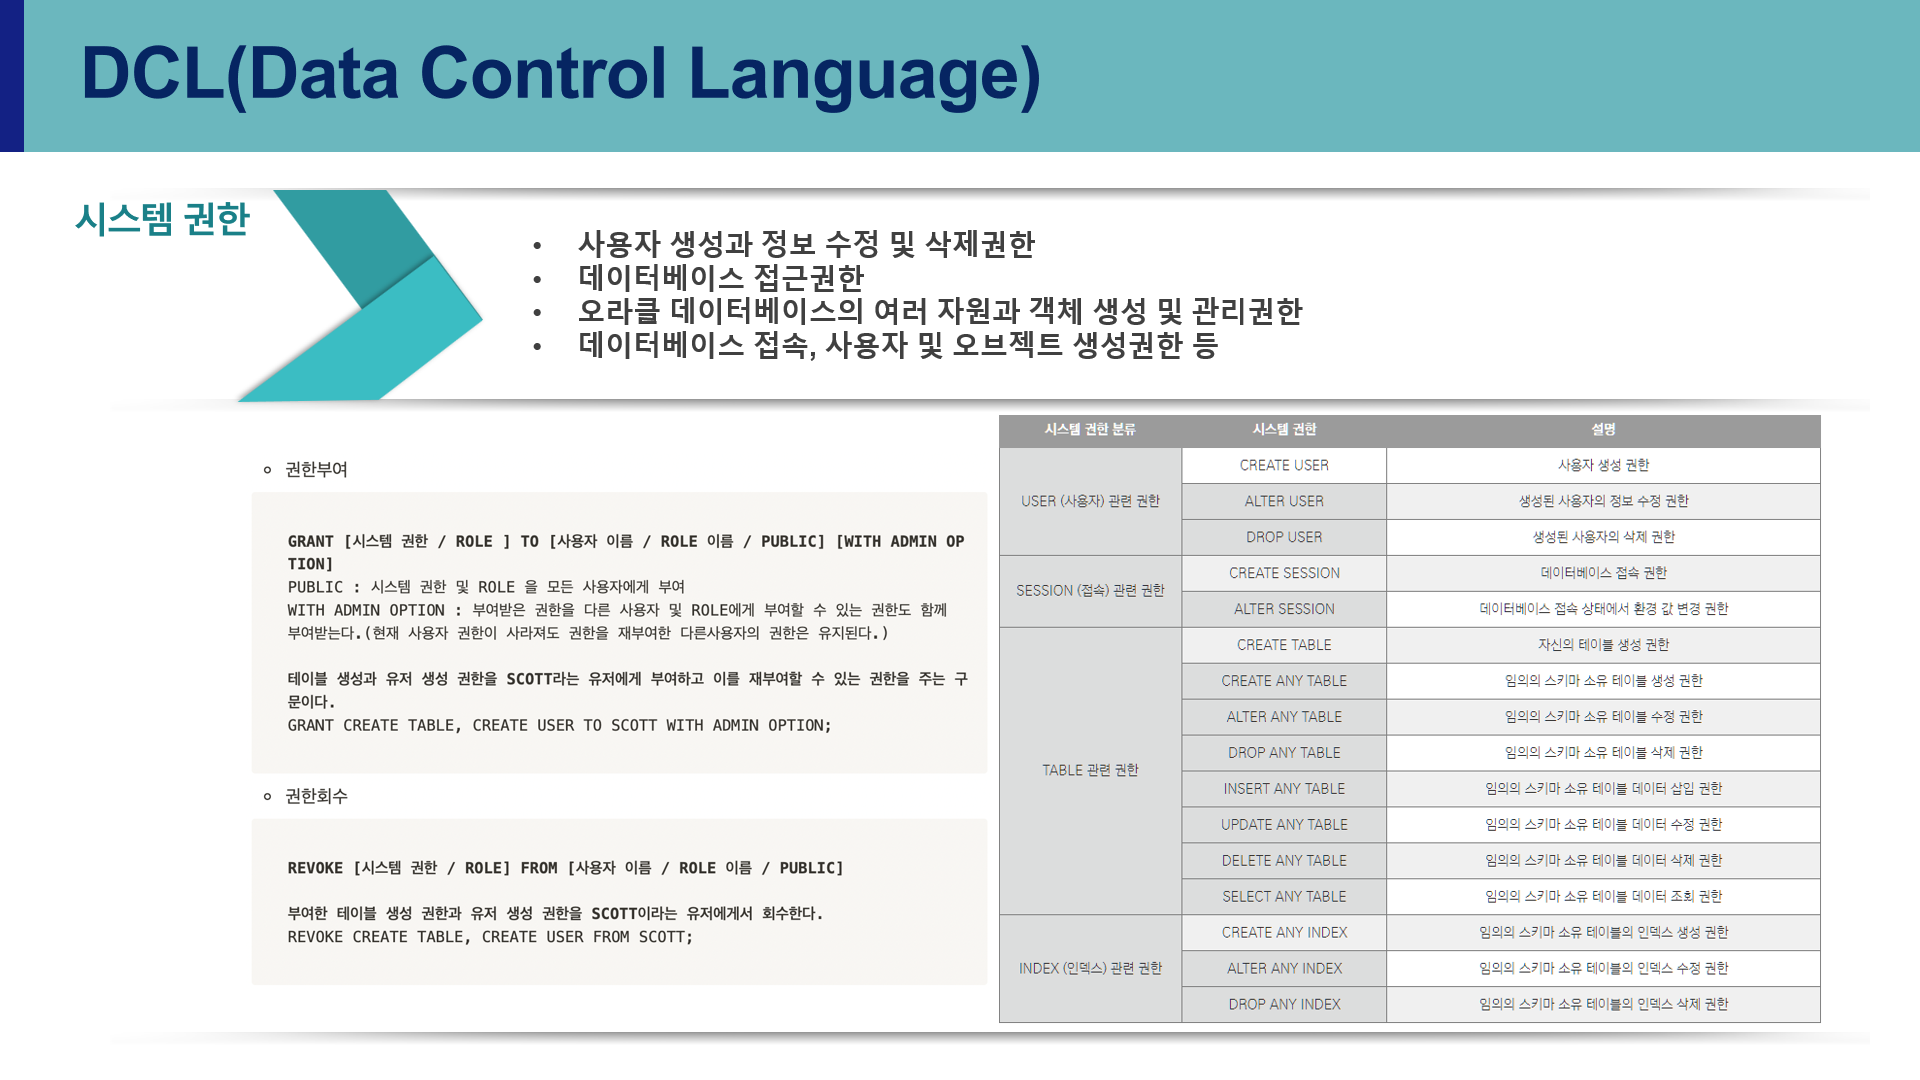 DCL(Data Control Language)
시스템 권한
• 사용자 생성과 정보 수정 및 삭제권한
• 데이터베이스 접근권한
• 오라클 데이터베이스의 여러 자원과 객체 생성 및 관리권한
• 데이터베이스 접속, 사용자 및 오브젝트 생성권한 등
권한부여
GRANT [시스템 권한 / ROLE ] TO [사용자 이름 / ROLE 이름 / PUBLIC] [WITH ADMIN OP
TION]
PUBLIC : 시스템 권한 및 ROLE 을 모든 사용자에게 부여
WITH ADMIN OPTION : 부여받은 권한을 다른 사용자 및 ROLE에게 부여할 수 있는 권한도 함께
부여받는다.(현재 사용자 권한이 사라져도 권한을 재부여한 다른사용자의 권한은 유지된다.)
테이블 생성과 유저 생성 권한을 SCOTT라는 유저에게 부여하고 이를 재부여할 수 있는 권한을 주는 구
문이다.
GRANT CREATE TABLE, CREATE USER TO SCOTT WITH ADMIN OPTION;
권한회수
REVOKE [시스템 권한 / ROLE] FROM [사용자 이름 / ROLE 이름 / PUBLIC]
부여한 테이블 생성 권한과 유저 생성 권한을 SCOTT이라는 유저에게서 회수한다.
REVOKE CREATE TABLE, CREATE USER FROM SCOTT;
시스템 권한 분류 시스템 권한 설명
USER (사용자) 관련 권한
CREATE USER 사용자 생성 권한
ALTER USER 생성된 사용자의 정보 수정 권한
DROP USER 생성된 사용자의 삭제 권한
SESSION (접속) 관련 권한
CREATE SESSION 데이터베이스 접속 권한
ALTER SESSION 데이터베이스 접속 상태에서 환경 값 변경 권한
TABLE 관련 권한
CREATE TABLE 자신의 테이블 생성 권한
CREATE ANY TABLE 임의의 스키마 소유 테이블 생성 권한
ALTER ANY TABLE 임의의 스키마 소유 테이블 수정 권한
DROP ANY TABLE 임의의 스키마 소유 테이블 삭제 권한
INSERT ANY TABLE 임의의 스키마 소유 테이블 데이터 삽입 권한
UPDATE ANY TABLE 임의의 스키마 소유 테이블 데이터 수정 권한
DELETE ANY TABLE 임의의 스키마 소유 테이블 데이터 삭제 권한
SELECT ANY TABLE 임의의 스키마 소유 테이블 데이터 조회 권한
INDEX (인덱스) 관련 권한
CREATE ANY INDEX 임의의 스키마 소유 테이블의 인덱스 생성 권한
ALTER ANY INDEX 임의의 스키마 소유 테이블의 인덱스 수정 권한
DROP ANY INDEX 임의의 스키마 소유 테이블의 인덱스 삭제 권한